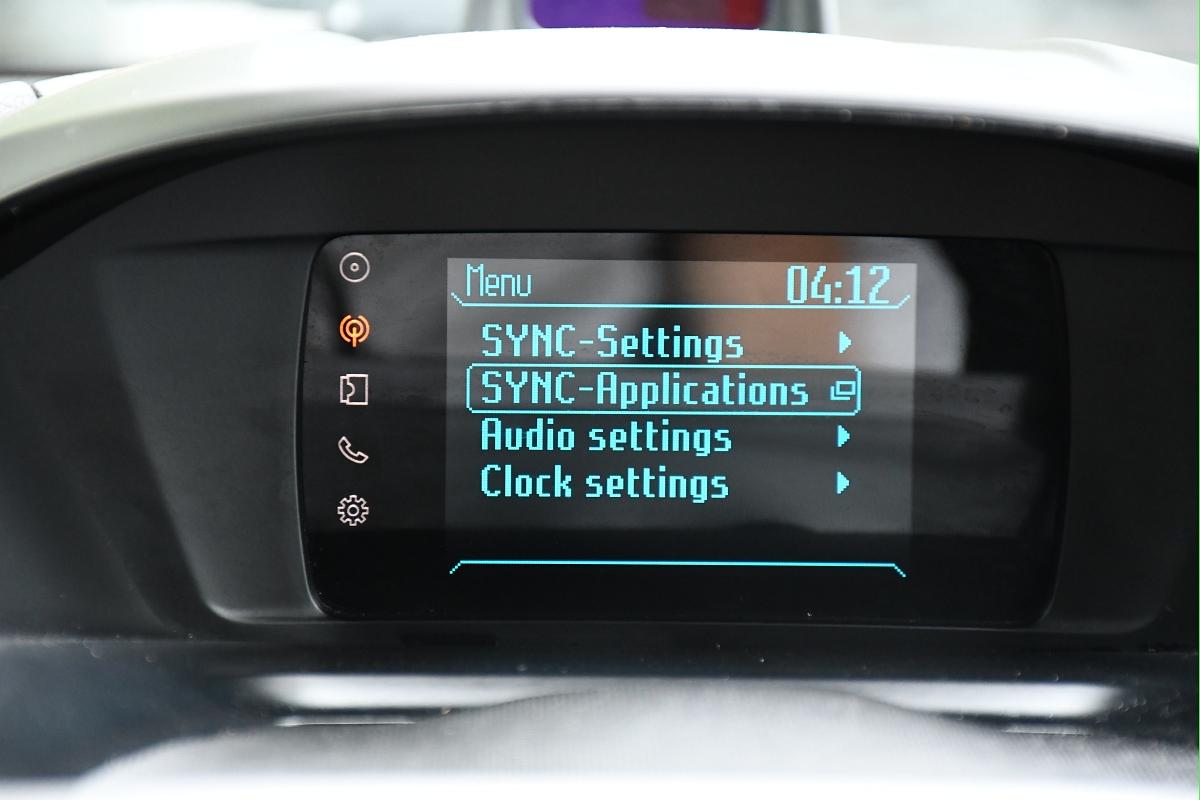 Menu 04:12
SYNC-Settings
SYNC-Applications
Audio settings
Clock settings